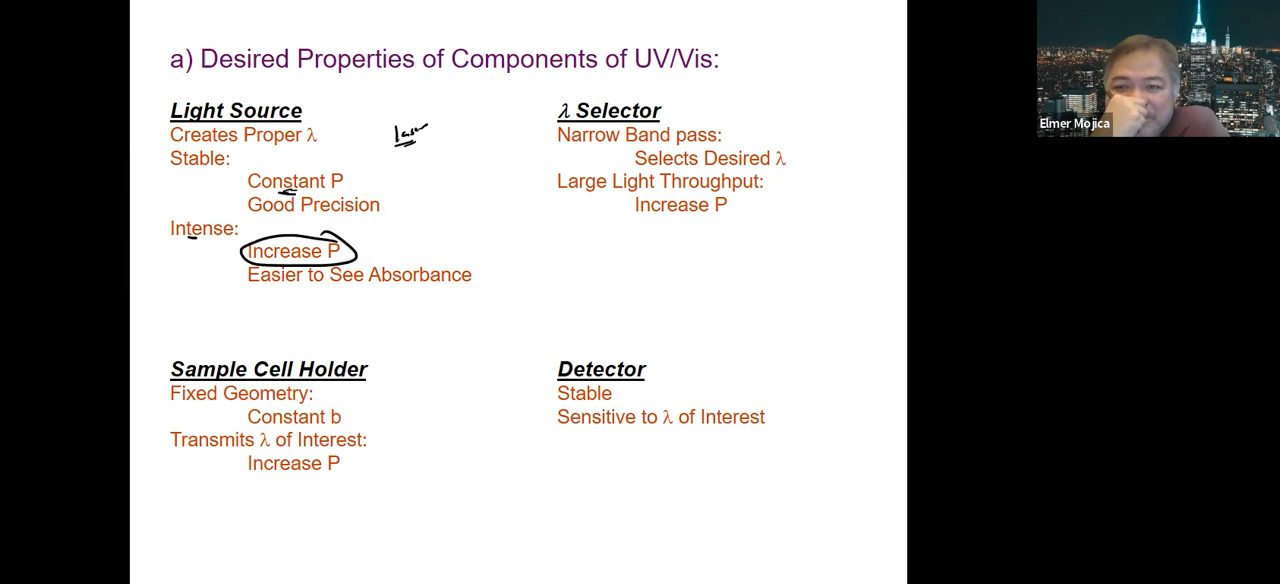 a) Desired Properties of Components of UV/Vis:
Light Source
Creates Proper λ
Laser
Stable:
Constant P
Good Precision
Intense:
Increase P
Easier to See Absorbance
λ Selector
Narrow Band pass:
Selects Desired λ
Large Light Throughput:
Increase P
Sample Cell Holder
Fixed Geometry:
Constant b
Transmits λ of Interest:
Increase P
Detector
Stable
Sensitive to λ of Interest
Elmer Mojica